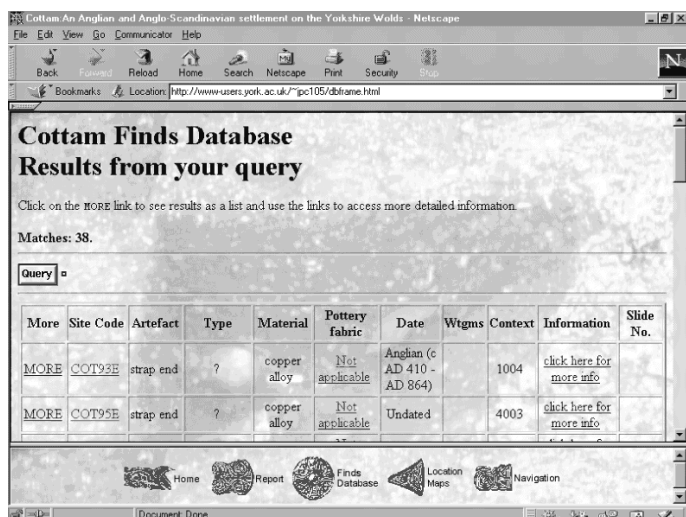 Cottam An Anglian and Anglo-Scandinavian settlement on the Yorkshire Wolds - Netscape
File Edit View Go Communicator Help
Back Forward Reload Home Search Netscape Print Security Stop
N
Bookmarks Location: http://www-users.york.ac.uk/~jpc105/dbframe.html
Cottam Finds Database
Results from your query
Click on the MORE link to see results as a list and use the links to access more detailed information.
Matches: 38.
Query
More Site Code Artefact Type Material Pottery fabric Date Wtgms Context Information Slide No.
MORE COT93E strap end ? copper alloy Not applicable Anglian (c AD 410 - AD 864) 1004 click here for more info
MORE COT95E strap end ? copper alloy Not applicable Undated 4003 click here for more info
Home Report Finds Database Location Maps Navigation
Document: Done